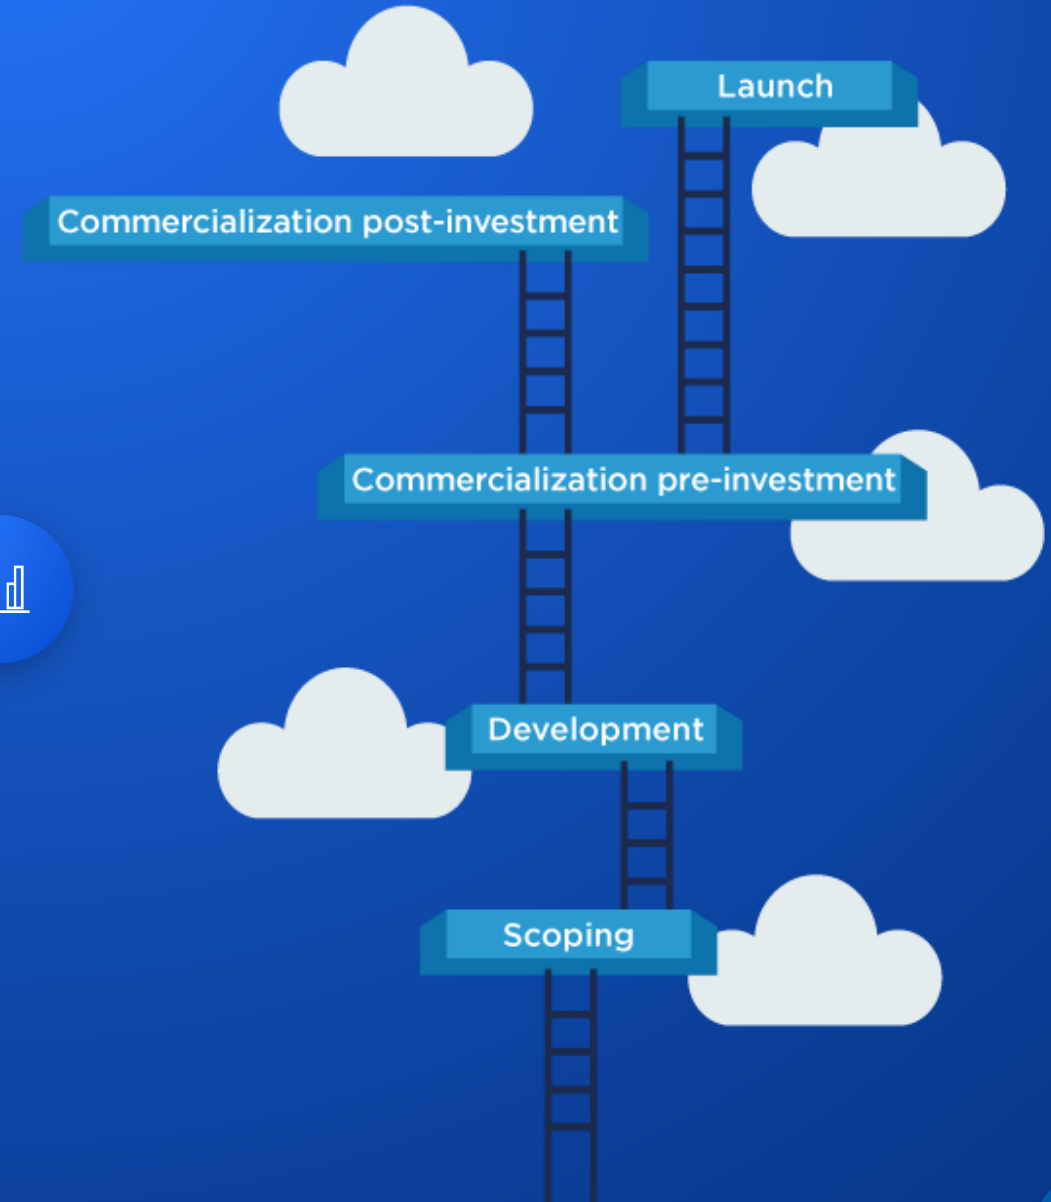 Launch
Commercialization post-investment
Commercialization pre-investment
Development
Scoping